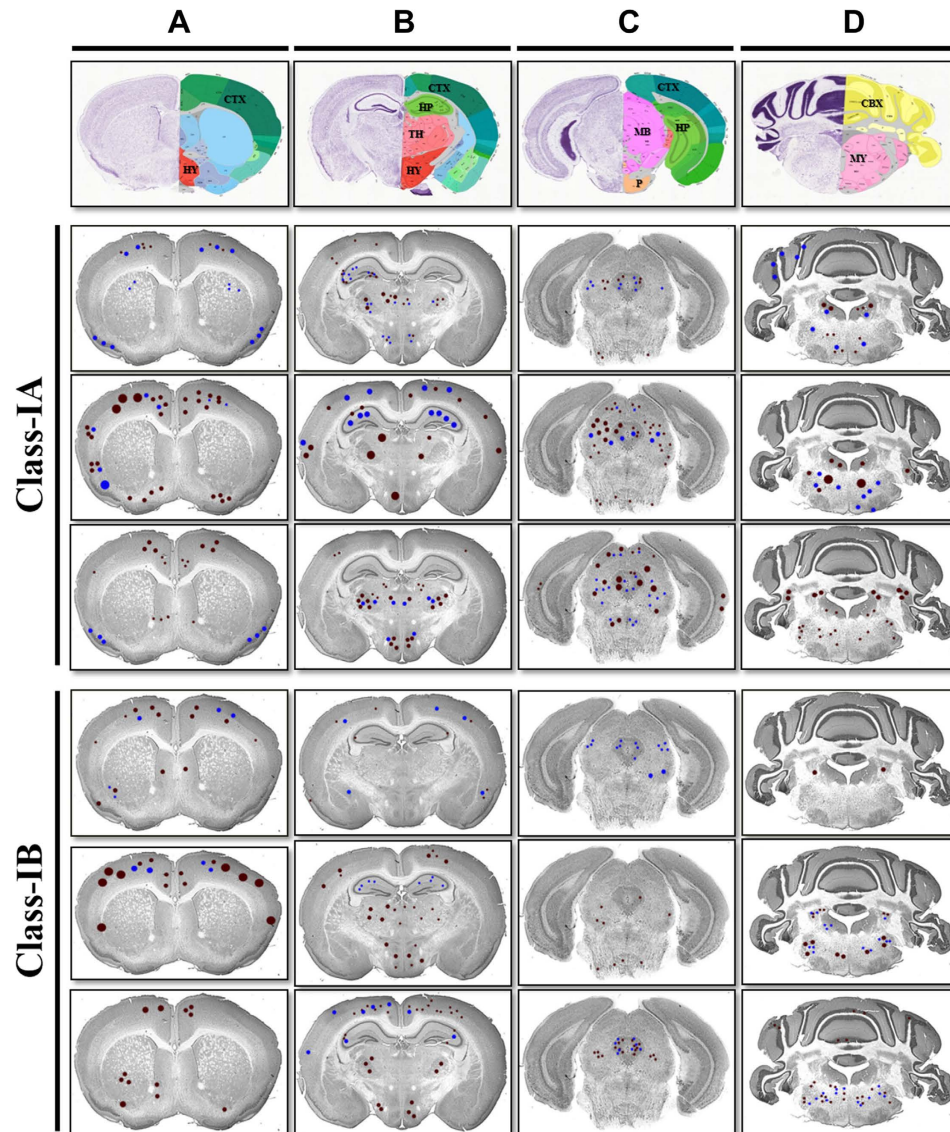 A B C D
CTX HY
CTX HP TH HY
CTX MB HP P
CBX MY
Class-IA
Class-IB